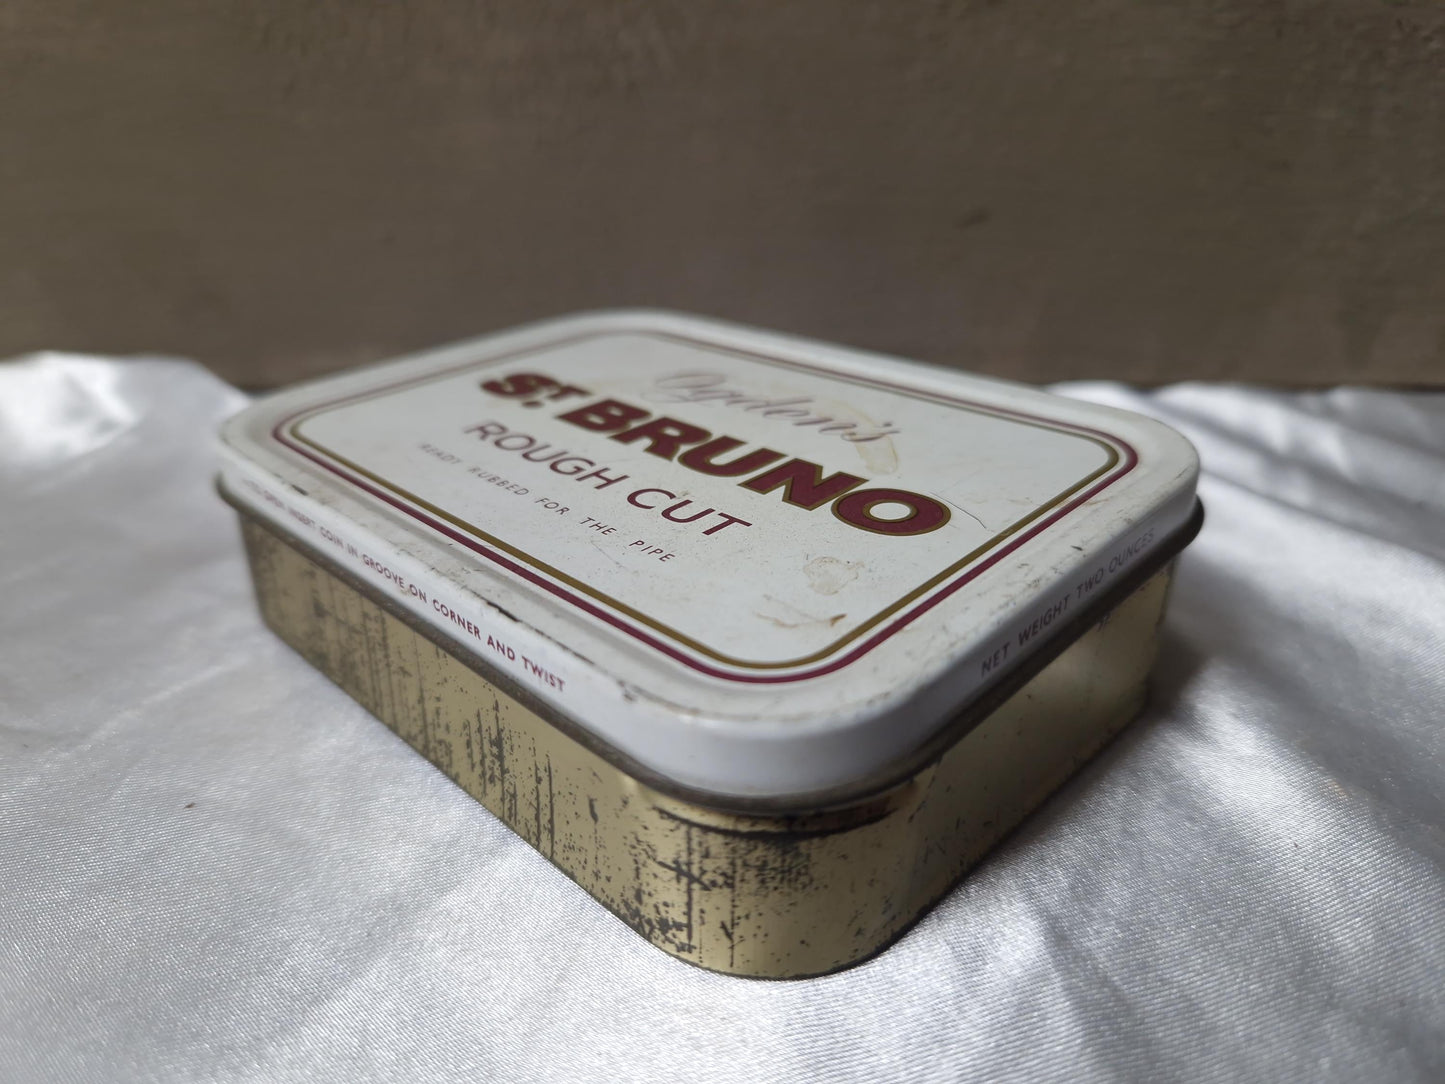 Ogden's
ST. BRUNO
ROUGH CUT
READY RUBBED FOR THE PIPE
INSERT COIN IN GROOVE ON CORNER AND TWIST
NET WEIGHT TWO OUNCES